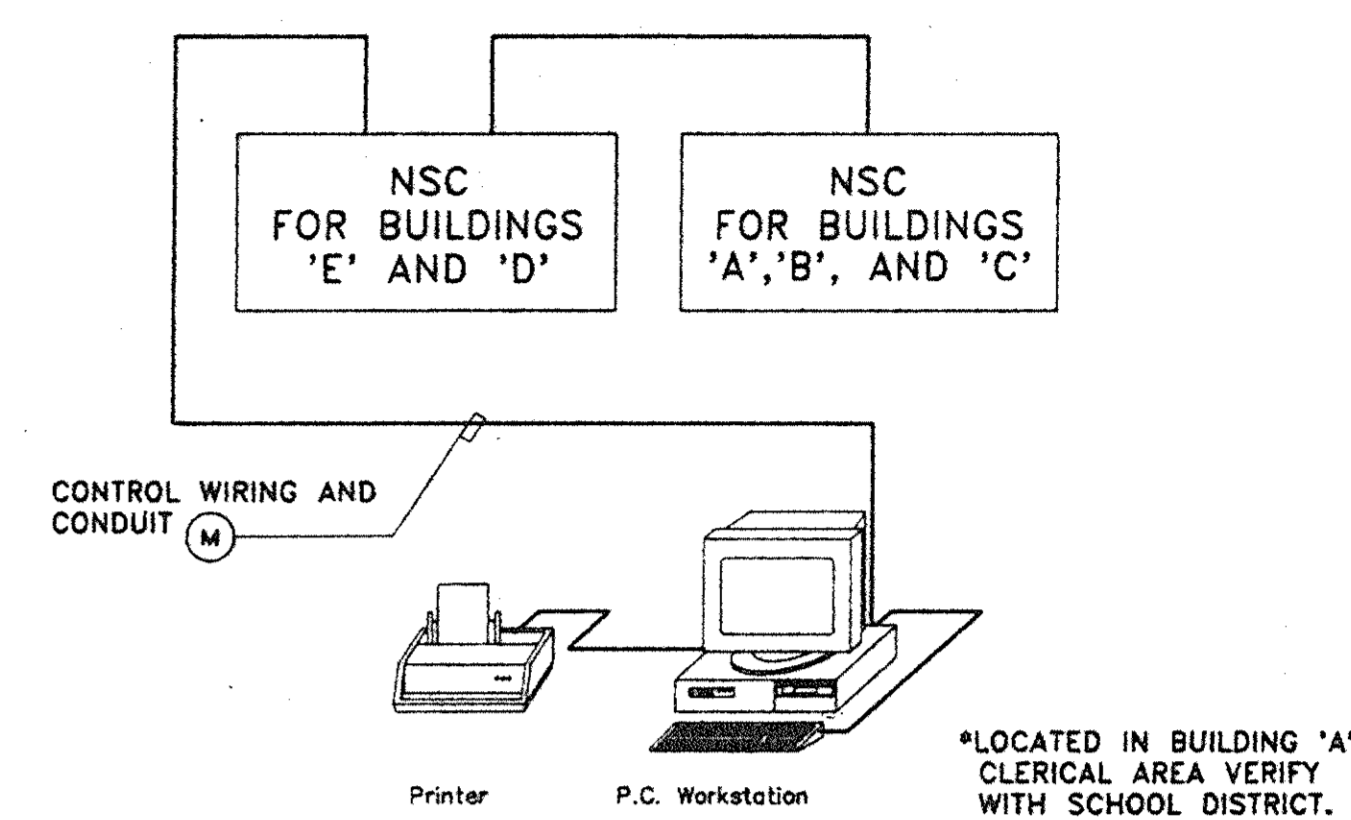 NSC
FOR BUILDINGS
'E' AND 'D'
NSC
FOR BUILDINGS
'A','B', AND 'C'
CONTROL WIRING AND
CONDUIT M
Printer
P.C. Workstation
*LOCATED IN BUILDING 'A'
CLERICAL AREA VERIFY
WITH SCHOOL DISTRICT.